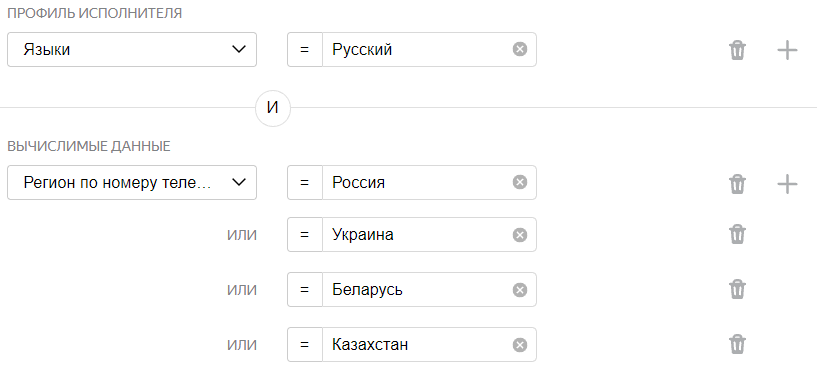 ПРОФИЛЬ ИСПОЛНИТЕЛЯ
Языки = Русский
И
ВЫЧИСЛИМЫЕ ДАННЫЕ
Регион по номеру теле... = Россия
ИЛИ = Украина
ИЛИ = Беларусь
ИЛИ = Казахстан